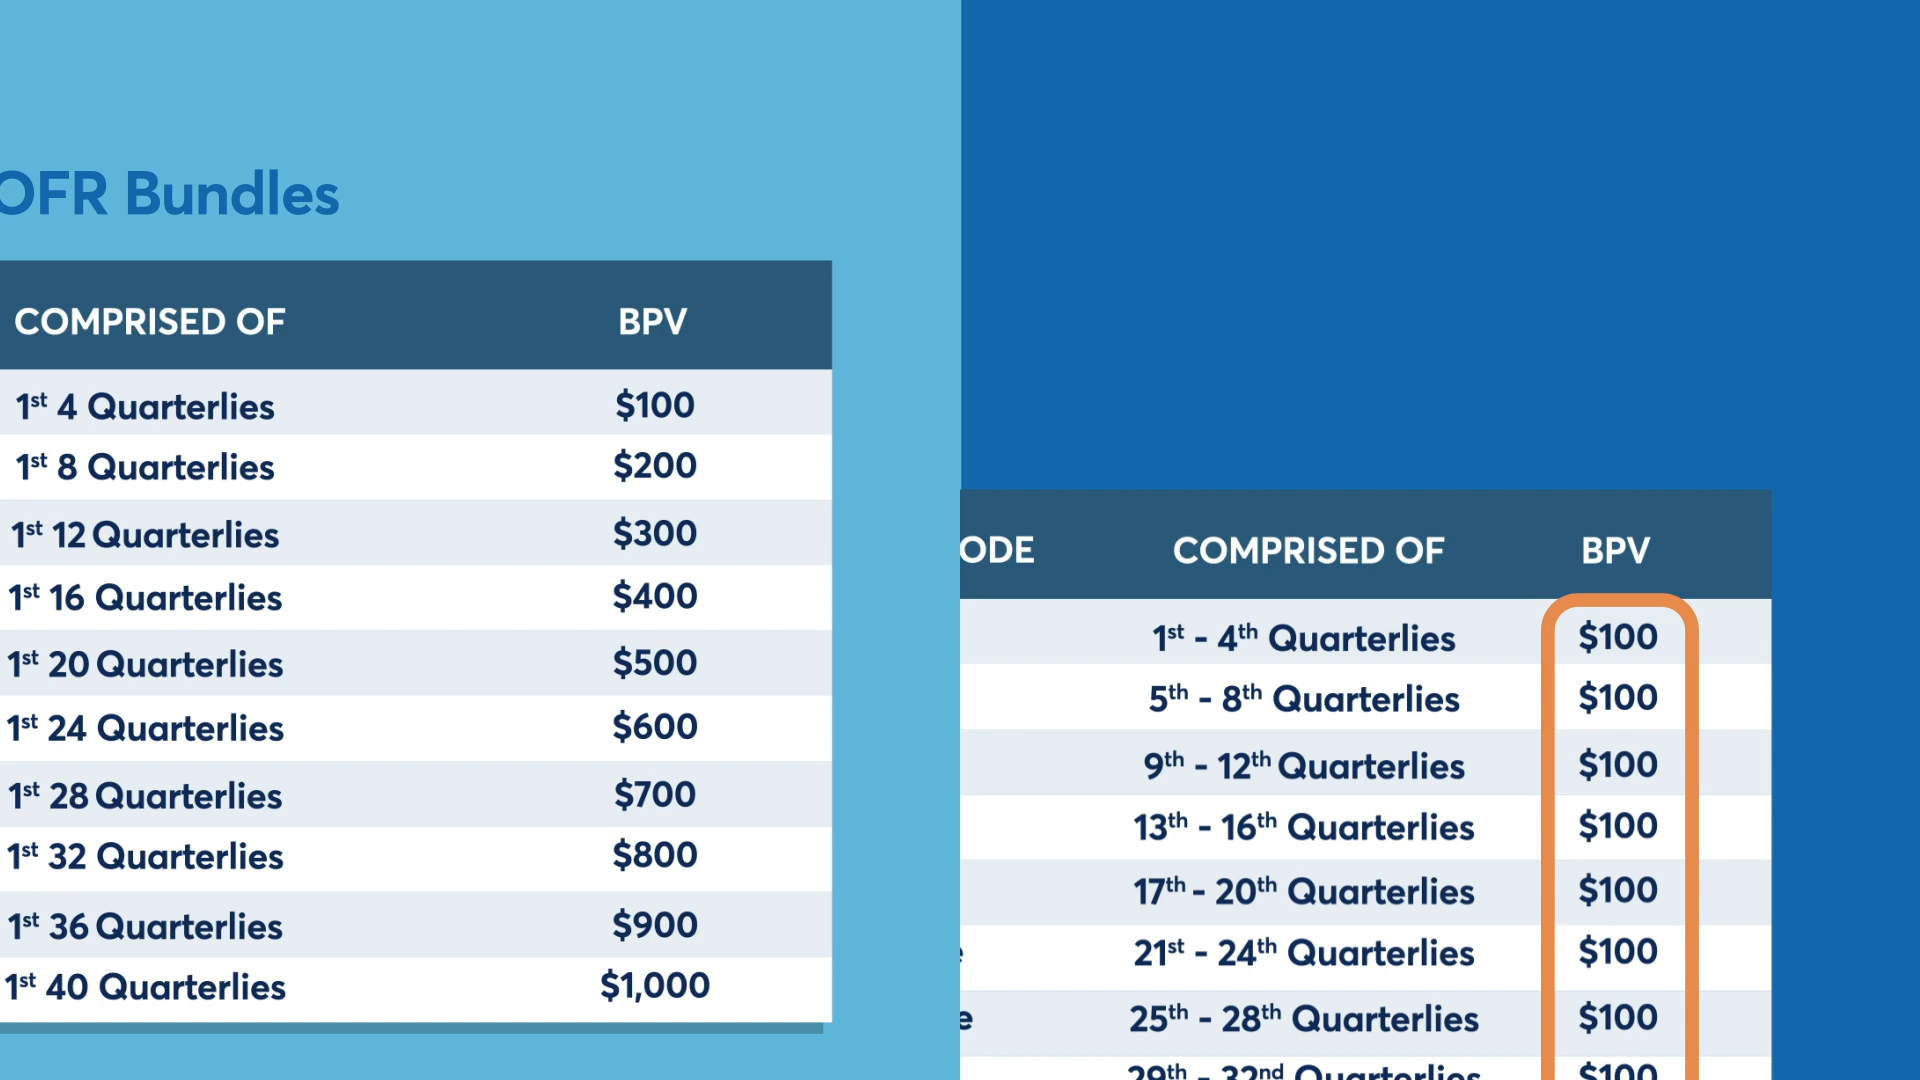 OFR Bundles
COMPRISED OF BPV
1st 4 Quarterlies $100
1st 8 Quarterlies $200
1st 12 Quarterlies $300
1st 16 Quarterlies $400
1st 20 Quarterlies $500
1st 24 Quarterlies $600
1st 28 Quarterlies $700
1st 32 Quarterlies $800
1st 36 Quarterlies $900
1st 40 Quarterlies $1,000
ODE COMPRISED OF BPV
1st - 4th Quarterlies $100
5th - 8th Quarterlies $100
9th - 12th Quarterlies $100
13th - 16th Quarterlies $100
17th - 20th Quarterlies $100
21st - 24th Quarterlies $100
e 25th - 28th Quarterlies $100
29th - 32nd Quarterlies $100